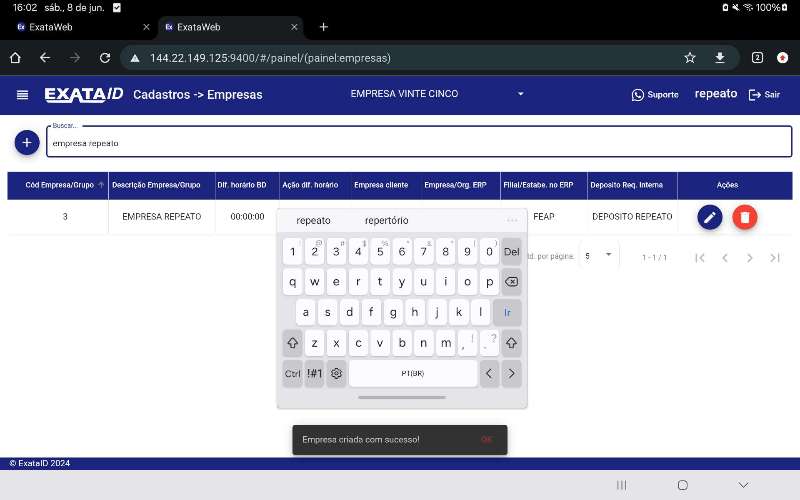 16:02 sáb., 8 de jun. 100%
ExataWeb
ExataWeb
144.22.149.125:9400/#/painel/(painel:empresas)
2
EXATAID
Cadastros -> Empresas
EMPRESA VINTE CINCO
Suporte
repeato
Sair
Buscar...
empresa repeato
Cód Empresa/Grupo Descrição Empresa/Grupo Dif. horário BD Ação dif. horário Empresa cliente Empresa/Org. ERP Filial/Estabe. no ERP Deposito Req. Interna Ações
3 EMPRESA REPEATO 00:00:00 FEAP DEPOSITO REPEATO
td. por página: 5 1 - 1 / 1
repeato repertório ...
1 2 3 4 5 6 7 8 9 0 Del
q w e r t y u i o p
a s d f g h j k l Ir
z x c v b n m , ! . ?
Ctrl !#1 PT(BR) < >
Empresa criada com sucesso! OK
© ExataID 2024